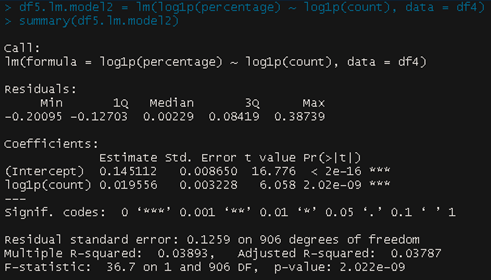 > df5.lm.model2 = lm(log1p(percentage) ~ log1p(count), data = df4)
> summary(df5.lm.model2)
Call:
lm(formula = log1p(percentage) ~ log1p(count), data = df4)
Residuals:
     Min       1Q   Median       3Q      Max
-0.20095 -0.12703  0.00229  0.08419  0.38739
Coefficients:
             Estimate Std. Error t value Pr(>|t|)
(Intercept)  0.145112   0.008650  16.776  < 2e-16 ***
log1p(count) 0.019556   0.003228   6.058 2.02e-09 ***
---
Signif. codes:  0 ‘***’ 0.001 ‘**’ 0.01 ‘*’ 0.05 ‘.’ 0.1 ‘ ’ 1
Residual standard error: 0.1259 on 906 degrees of freedom
Multiple R-squared:  0.03893,	Adjusted R-squared:  0.03787
F-statistic:  36.7 on 1 and 906 DF,  p-value: 2.022e-09